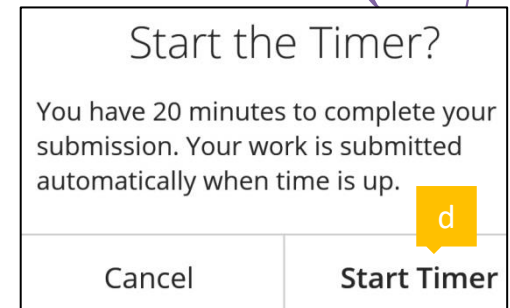 Start the Timer?
You have 20 minutes to complete your
submission. Your work is submitted
automatically when time is up.
d
Cancel
Start Timer